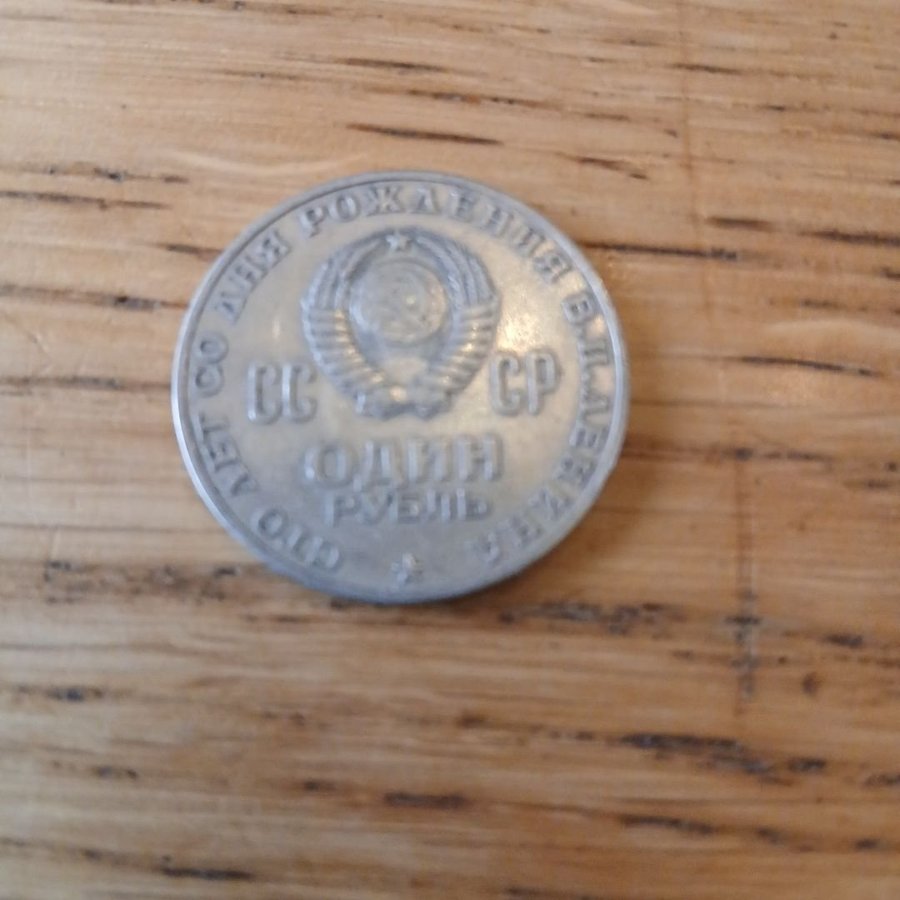 СТО ЛЕТ СО ДНЯ РОЖДЕНИЯ В.И.ЛЕНИНА
СС СР
ОДИН
РУБЛЬ